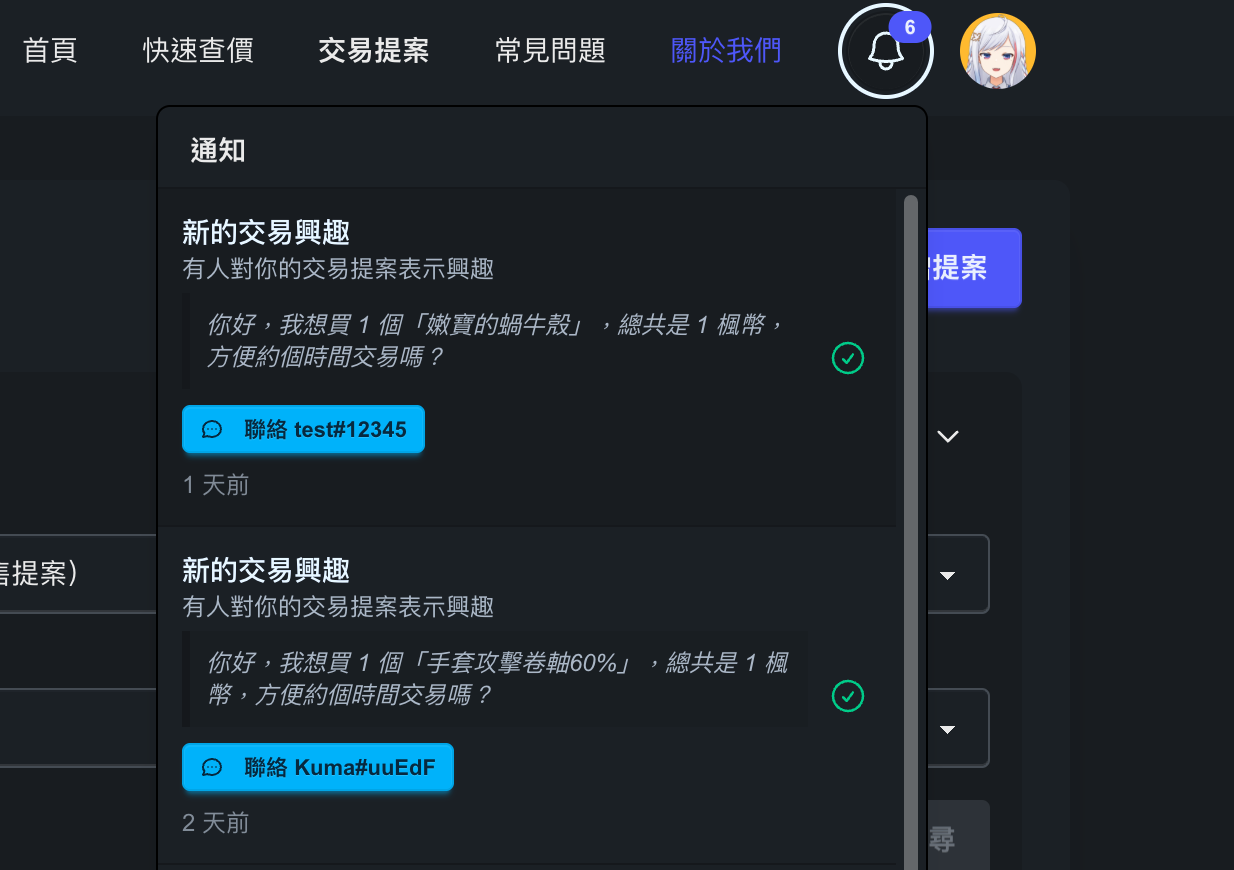 首頁
快速查價
交易提案
常見問題
關於我們
6
通知
新的交易興趣
有人對你的交易提案表示興趣
你好，我想買 1 個「嫩寶的蝸牛殼」，總共是 1 楓幣，
方便約個時間交易嗎？
聯絡 test#12345
1 天前
新的交易興趣
有人對你的交易提案表示興趣
你好，我想買 1 個「手套攻擊卷軸60%」，總共是 1 楓
幣，方便約個時間交易嗎？
聯絡 Kuma#uuEdF
2 天前
提案
提案）
尋